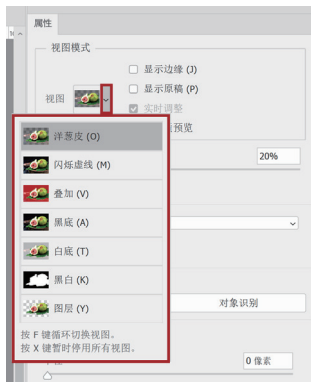 属性
视图模式
显示边缘 (J)
显示原稿 (P)
视图
实时调整
预览
洋葱皮 (O)
20%
闪烁虚线 (M)
叠加 (V)
黑底 (A)
白底 (T)
黑白 (K)
图层 (Y)
对象识别
按 F 键循环切换视图。
按 X 键暂时停用所有视图。
0 像素